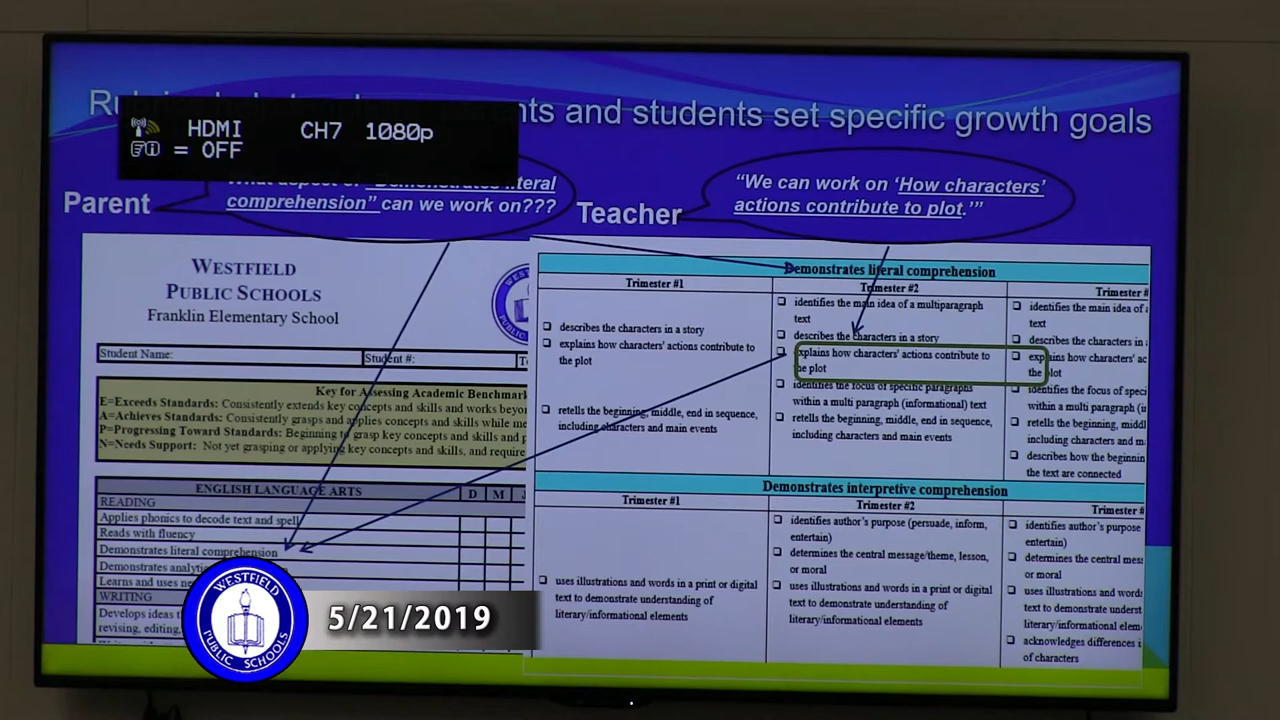 ents and students set specific growth goals
HDMI CH7 1080p
= OFF
Parent
"Demonstrates literal
comprehension" can we work on???
Teacher
"We can work on 'How characters'
actions contribute to plot.'"
WESTFIELD
PUBLIC SCHOOLS
Franklin Elementary School
Student Name:
Student #:
Key for Assessing Academic Benchmar
E=Exceeds Standards: Consistently extends key concepts and skills and works beyon
A=Achieves Standards: Consistently grasps and applies concepts and skills while me
P=Progressing Toward Standards: Beginning to grasp key concepts and skills and p
N=Needs Support: Not yet grasping or applying key concepts and skills, and require
ENGLISH LANGUAGE ARTS D M
READING
Applies phonics to decode text and spell
Reads with fluency
Demonstrates literal comprehension
Demonstrates analytic
Learns and uses ne
WRITING
Develops ideas t
revising, editing,
Demonstrates literal comprehension
Trimester #1
describes the characters in a story
explains how characters' actions contribute to
the plot
retells the beginning, middle, end in sequence,
including characters and main events
Trimester #2
identifies the main idea of a multiparagraph
text
describes the characters in a story
explains how characters' actions contribute to
the plot
identifies the focus of specific paragraphs
within a multi paragraph (informational) text
retells the beginning, middle, end in sequence,
including characters and main events
Trimester #
identifies the main idea of a
text
describes the characters in
explains how characters' ac
the plot
identifies the focus of speci
within a multi paragraph (i
retells the beginning, middl
including characters and m
describes how the beginnin
the text are connected
Demonstrates interpretive comprehension
Trimester #1
uses illustrations and words in a print or digital
text to demonstrate understanding of
literary/informational elements
Trimester #2
identifies author's purpose (persuade, inform,
entertain)
determines the central message/theme, lesson,
or moral
uses illustrations and words in a print or digital
text to demonstrate understanding of
literary/informational elements
Trimester #
identifies author's purpose
entertain)
determines the central mes
or moral
uses illustrations and words
text to demonstrate underst
literary/informational elem
acknowledges differences i
of characters
WESTFIELD
PUBLIC SCHOOLS
5/21/2019